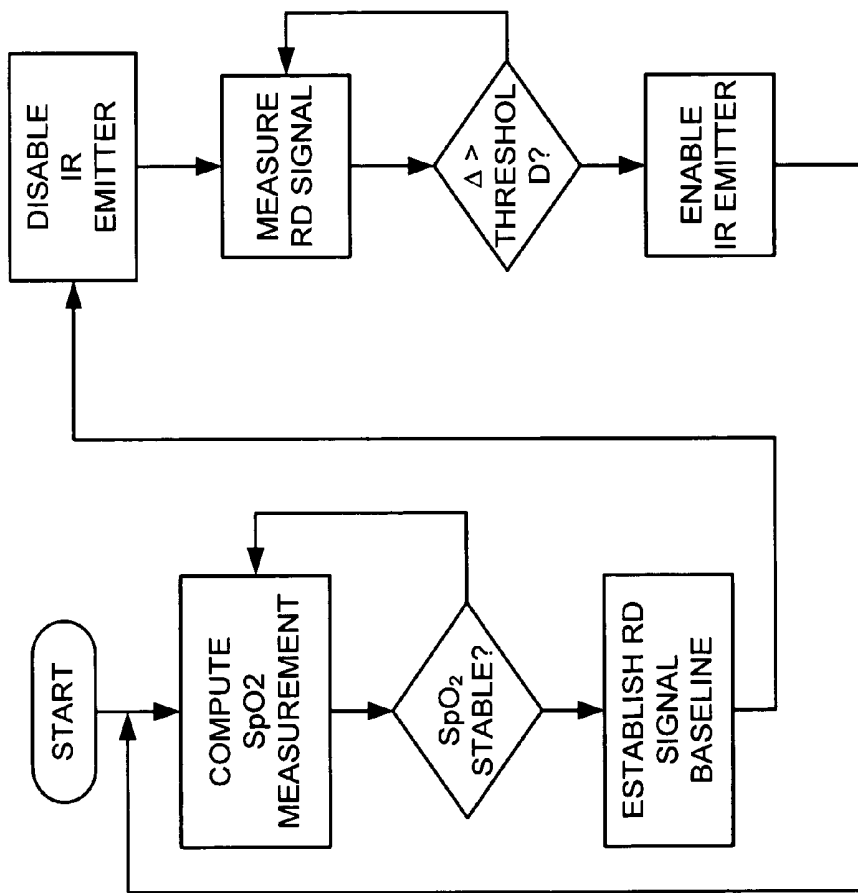 START
COMPUTE
SpO2
MEASUREMENT
SpO₂
STABLE?
ESTABLISH RD
SIGNAL
BASELINE
DISABLE
IR
EMITTER
MEASURE
RD SIGNAL
Δ >
THRESHOL
D?
ENABLE
IR EMITTER